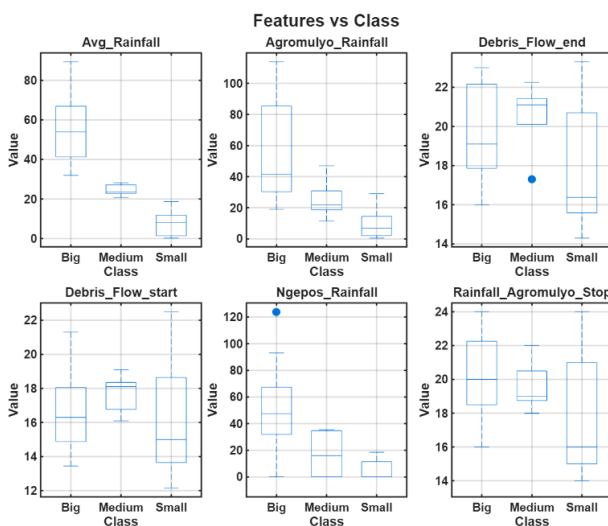 Features vs Class
Avg_Rainfall
Agromulyo_Rainfall
Debris_Flow_end
Value
80
60
40
20
0
Big Medium Small
Class
Value
100
80
60
40
20
0
Big Medium Small
Class
Value
22
20
18
16
14
Big Medium Small
Class
Debris_Flow_start
Ngepos_Rainfall
Rainfall_Agromulyo_Stop
Value
22
20
18
16
14
12
Big Medium Small
Class
Value
120
100
80
60
40
20
0
Big Medium Small
Class
Value
24
22
20
18
16
14
Big Medium Small
Class